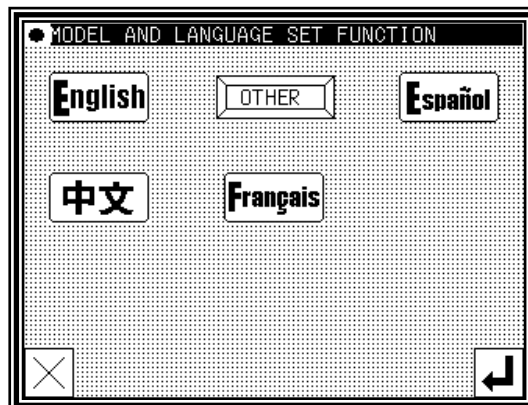 MODEL AND LANGUAGE SET FUNCTION
English
OTHER
Español
中文
Français